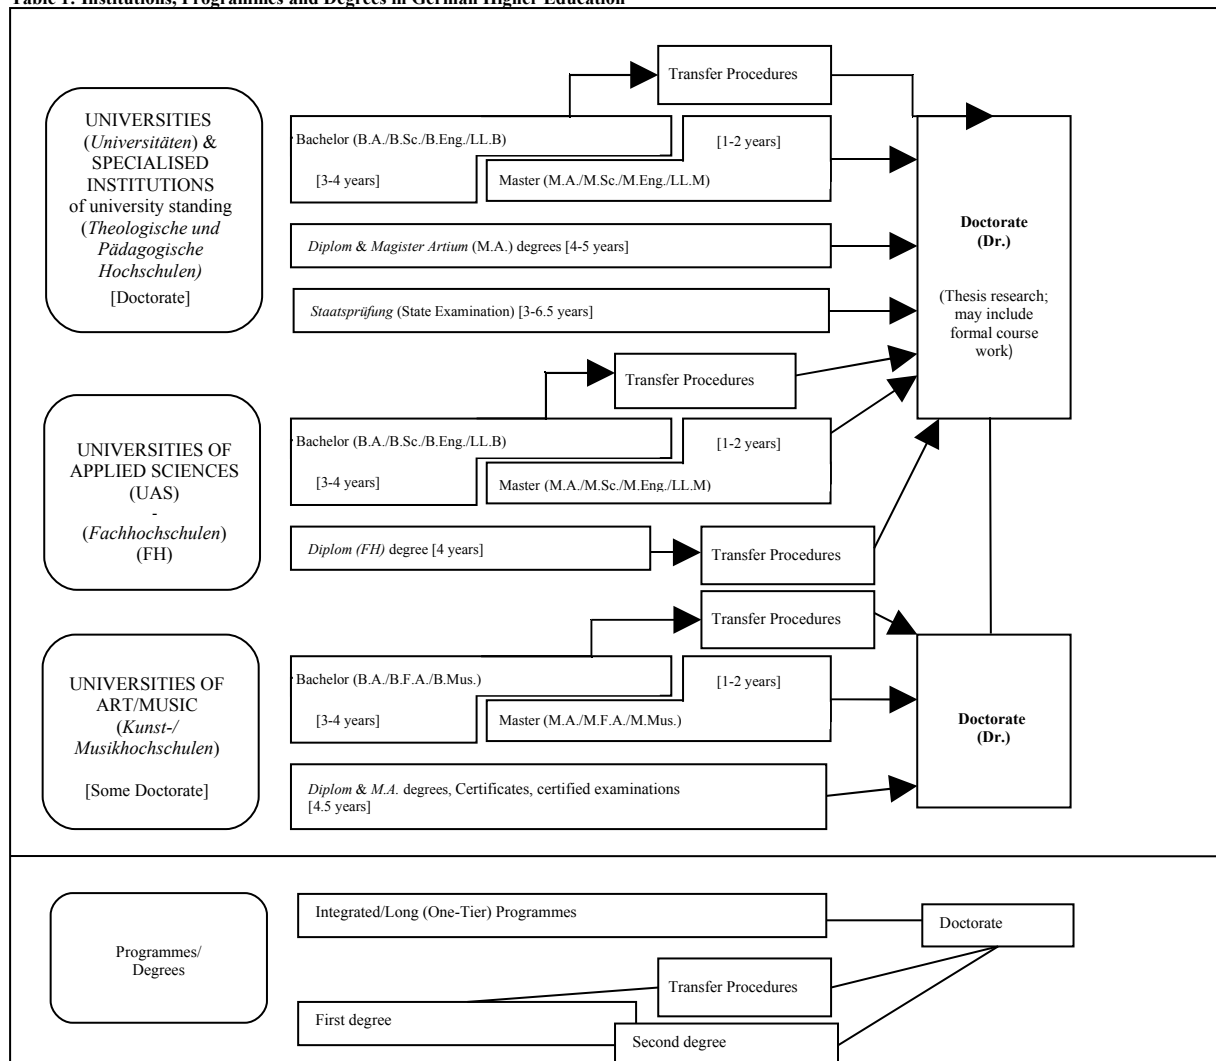 Table 1: Institutions, Programmes and Degrees in German Higher Education
Transfer Procedures
UNIVERSITIES
(Universitäten) &
SPECIALISED
INSTITUTIONS
of university standing
(Theologische und
Pädagogische
Hochschulen)
[Doctorate]
Bachelor (B.A./B.Sc./B.Eng./LL.B)
[3-4 years]
[1-2 years]
Master (M.A./M.Sc./M.Eng./LL.M)
Diplom & Magister Artium (M.A.) degrees [4-5 years]
Staatsprüfung (State Examination) [3-6.5 years]
Doctorate
(Dr.)
(Thesis research;
may include
formal course
work)
Transfer Procedures
UNIVERSITIES OF
APPLIED SCIENCES
(UAS)
-
(Fachhochschulen)
(FH)
Bachelor (B.A./B.Sc./B.Eng./LL.B)
[3-4 years]
[1-2 years]
Master (M.A./M.Sc./M.Eng./LL.M)
Diplom (FH) degree [4 years]
Transfer Procedures
Transfer Procedures
UNIVERSITIES OF
ART/MUSIC
(Kunst-/
Musikhochschulen)
[Some Doctorate]
Bachelor (B.A./B.F.A./B.Mus.)
[3-4 years]
[1-2 years]
Master (M.A./M.F.A./M.Mus.)
Diplom & M.A. degrees, Certificates, certified examinations
[4.5 years]
Doctorate
(Dr.)
Programmes/
Degrees
Integrated/Long (One-Tier) Programmes
Doctorate
Transfer Procedures
First degree
Second degree